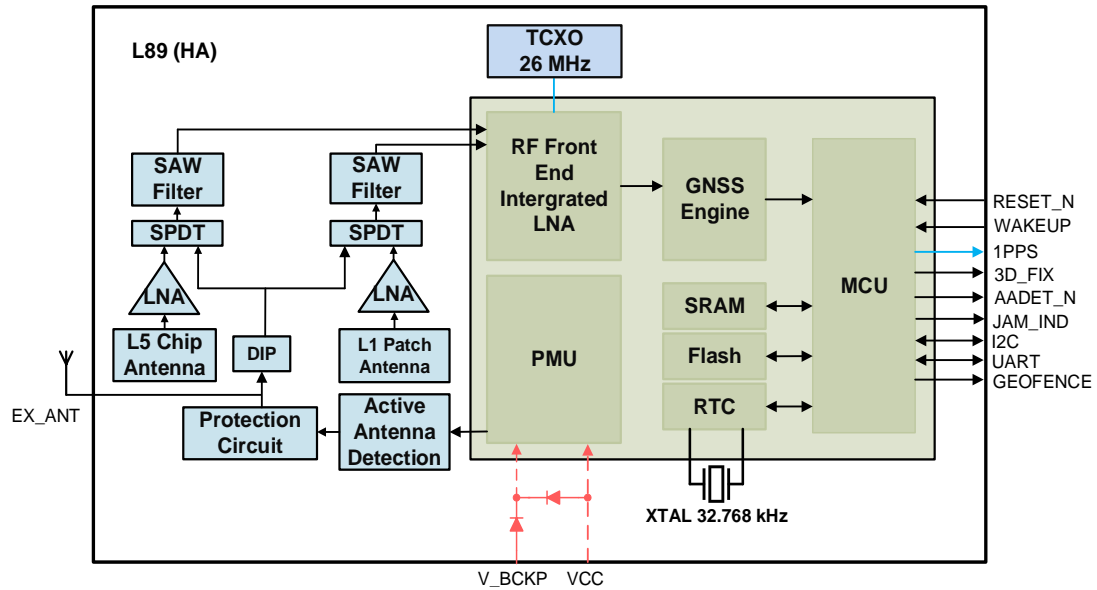 L89 (HA)
TCXO
26 MHz
SAW
Filter
SAW
Filter
RF Front
End
Intergrated
LNA
GNSS
Engine
SPDT
SPDT
LNA
LNA
L5 Chip
Antenna
DIP
L1 Patch
Antenna
EX_ANT
Protection
Circuit
Active
Antenna
Detection
PMU
SRAM
Flash
RTC
MCU
XTAL 32.768 kHz
RESET_N
WAKEUP
1PPS
3D_FIX
AADET_N
JAM_IND
I2C
UART
GEOFENCE
V_BCKP
VCC